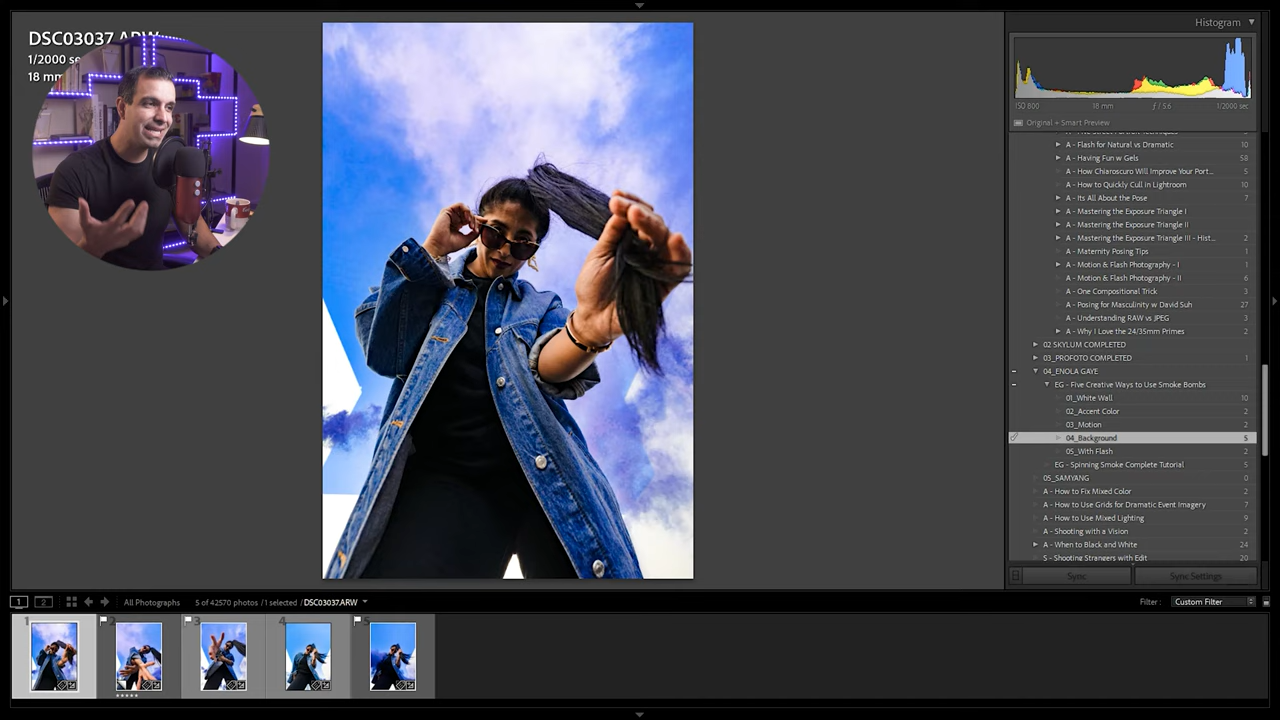 Histogram
DSC03037.ARW
1/2000 sec
18 mm
ISO 800 18 mm ƒ / 5.6 1/2000 sec
Original + Smart Preview
A - Flash for Natural vs Dramatic 10
A - Having Fun w Gels 58
A - How Chiaroscuro Will Improve Your Port... 5
A - How to Quickly Cull in Lightroom 10
A - Its All About the Pose 7
A - Mastering the Exposure Triangle I
A - Mastering the Exposure Triangle II
A - Mastering the Exposure Triangle III - Hist... 2
A - Maternity Posing Tips 1
A - Motion & Flash Photography - I 1
A - Motion & Flash Photography - II 6
A - One Compositional Trick 3
A - Posing for Masculinity w David Suh 27
A - Understanding RAW vs JPEG 3
A - Why I Love the 24/35mm Primes 2
02 SKYLUM COMPLETED
03_PROFOTO COMPLETED 1
04_ENOLA GAYE
EG - Five Creative Ways to Use Smoke Bombs
01_White Wall 10
02_Accent Color 2
03_Motion 2
04_Background 5
05_With Flash 2
EG - Spinning Smoke Complete Tutorial 5
05_SAMYANG 0
A - How to Fix Mixed Color 2
A - How to Use Grids for Dramatic Event Imagery 7
A - How to Use Mixed Lighting 9
A - Shooting with a Vision 2
A - When to Black and White 24
S - Shooting Strangers with Edit 20
Sync Sync Settings
1 2 All Photographs 5 of 42570 photos / 1 selected / DSC03037.ARW Filter : Custom Filter
1 2 3 4 5